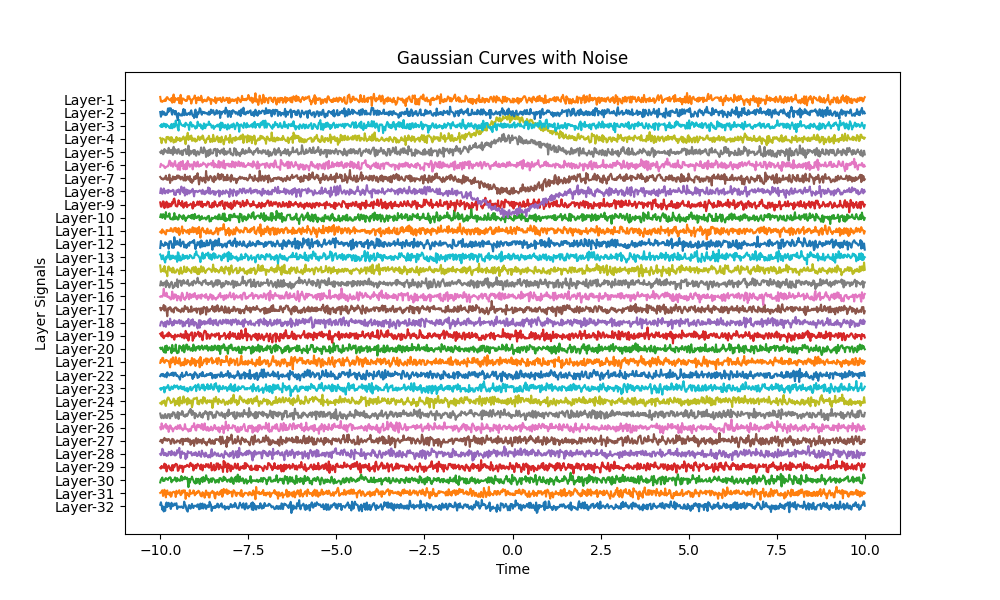 Gaussian Curves with Noise
Layer Signals
Layer-1
Layer-2
Layer-3
Layer-4
Layer-5
Layer-6
Layer-7
Layer-8
Layer-9
Layer-10
Layer-11
Layer-12
Layer-13
Layer-14
Layer-15
Layer-16
Layer-17
Layer-18
Layer-19
Layer-20
Layer-21
Layer-22
Layer-23
Layer-24
Layer-25
Layer-26
Layer-27
Layer-28
Layer-29
Layer-30
Layer-31
Layer-32
−10.0 −7.5 −5.0 −2.5 0.0 2.5 5.0 7.5 10.0
Time